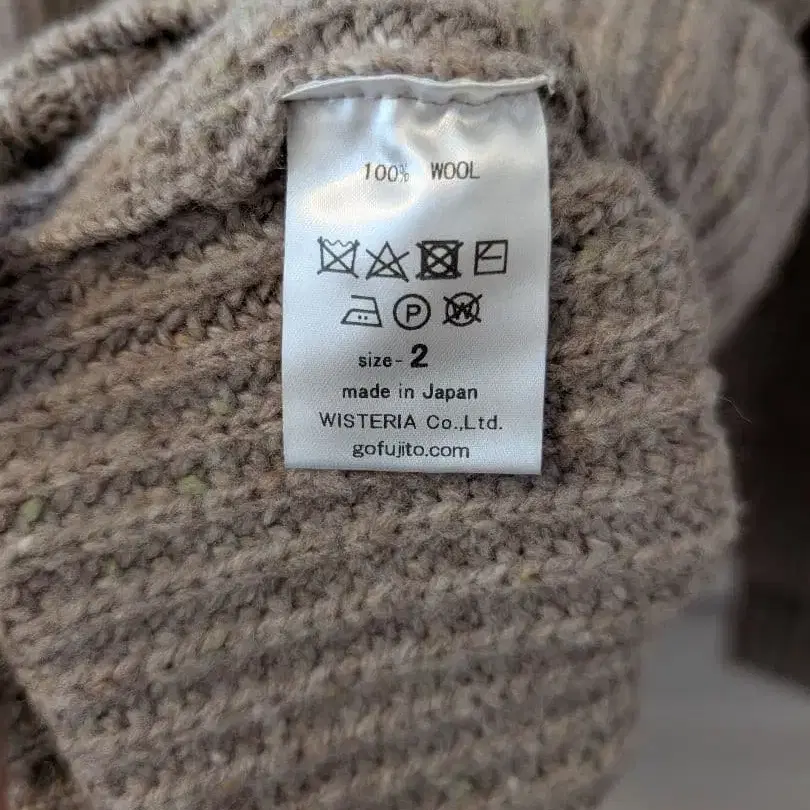 100% WOOL
P W
size-2
made in Japan
WISTERIA Co.,Ltd.
gofujito.com